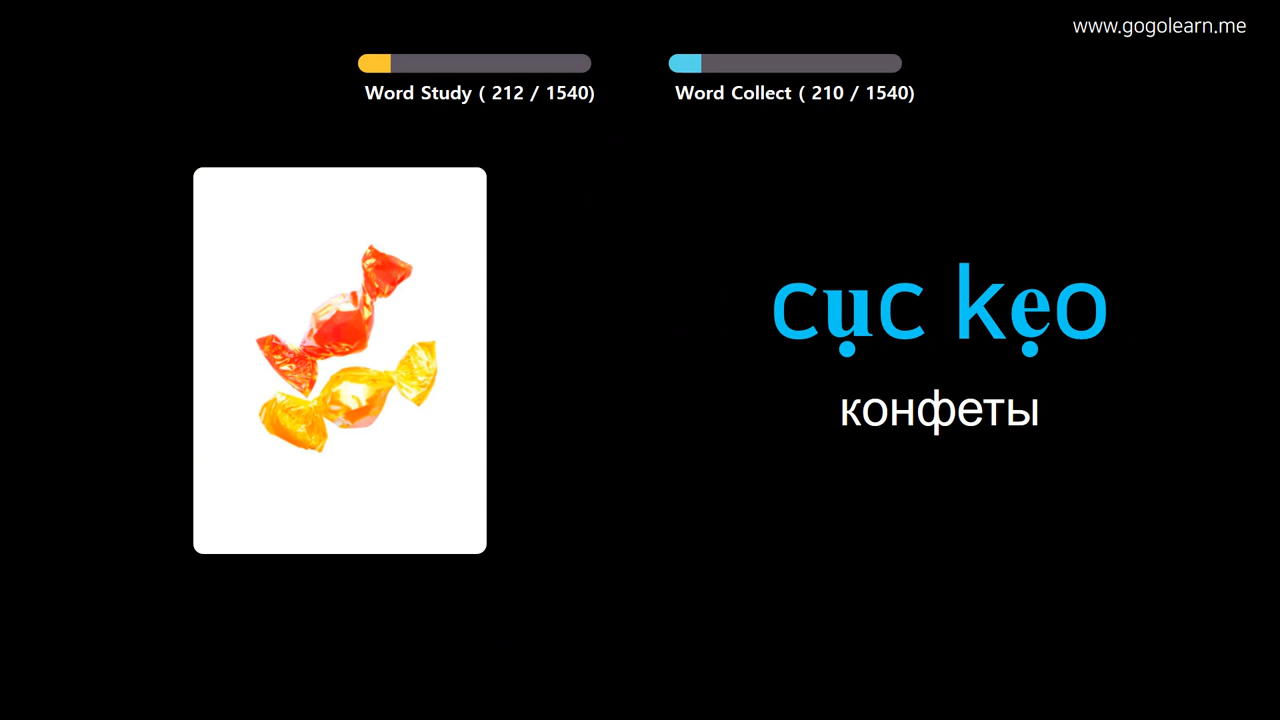 www.gogolearn.me
Word Study ( 212 / 1540)
Word Collect ( 210 / 1540)
cục kẹo
конфеты